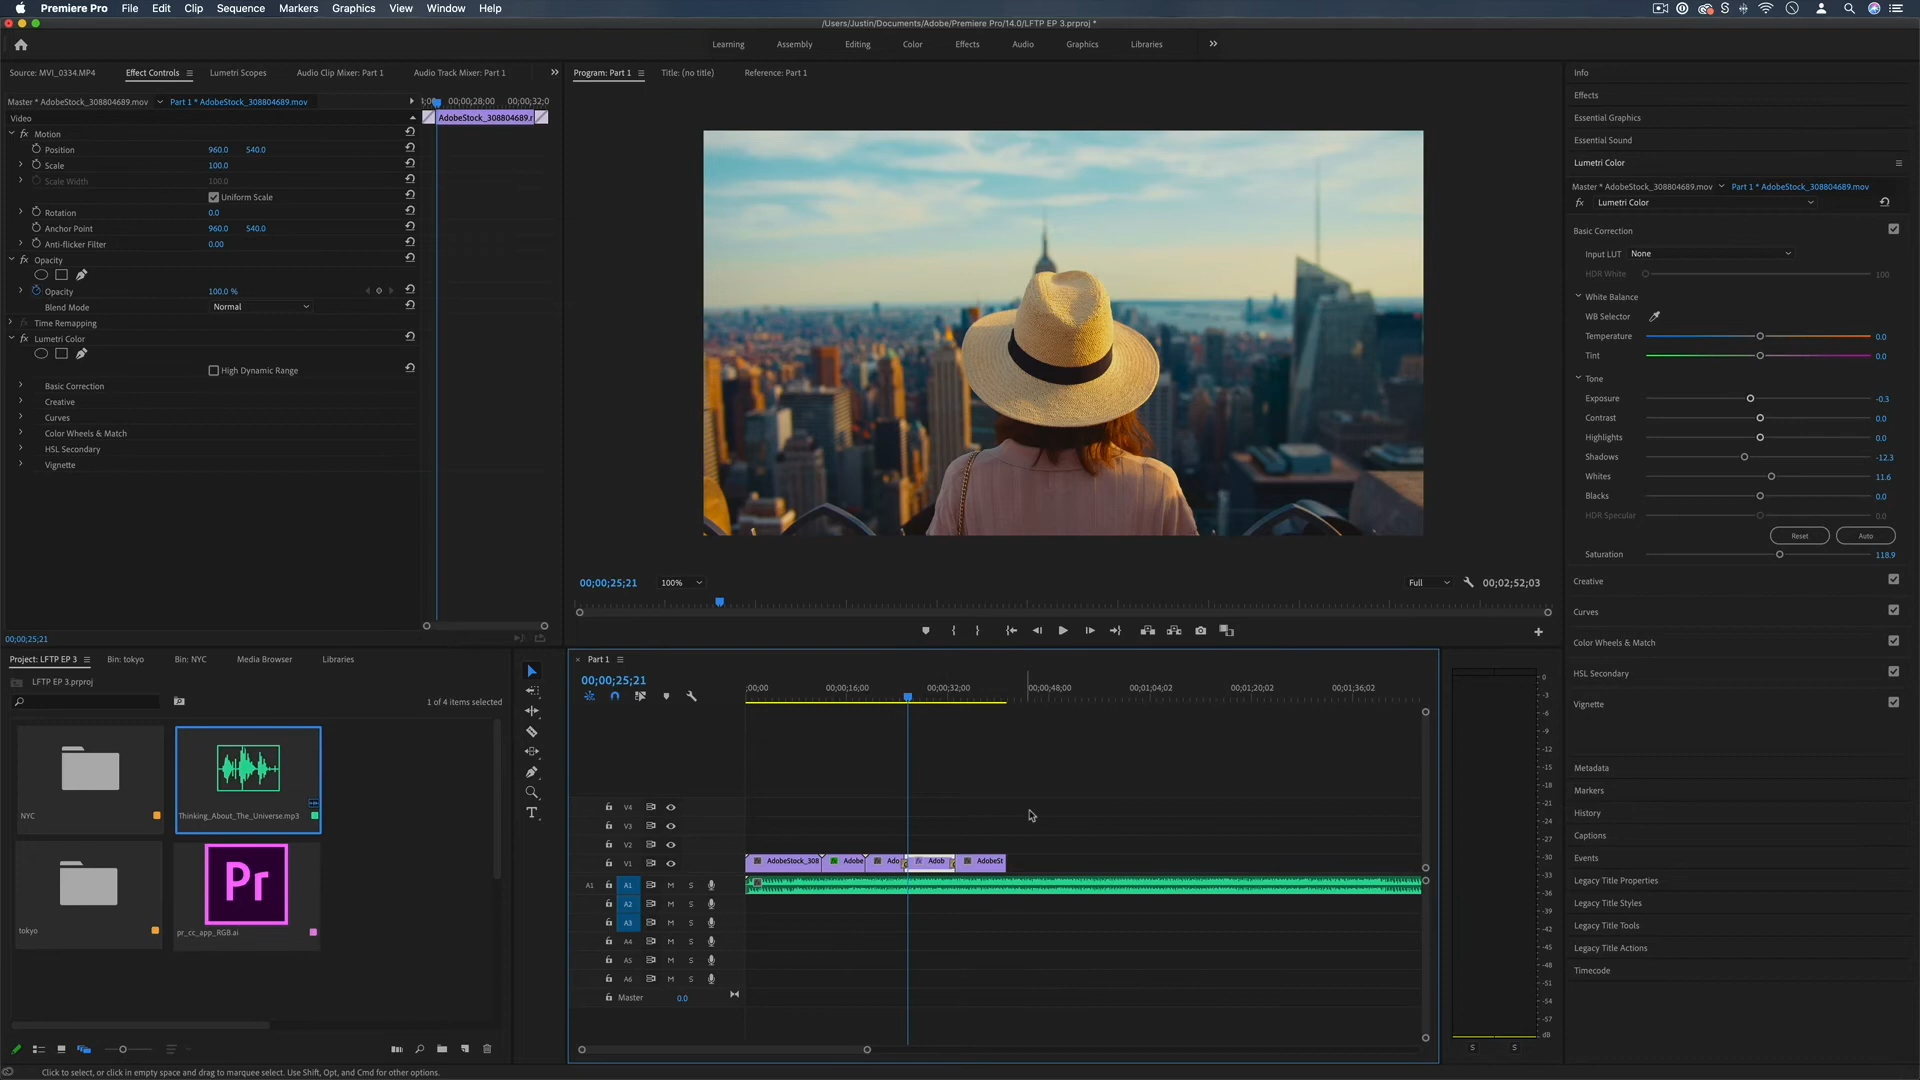 Premiere Pro File Edit Clip Sequence Markers Graphics View Window Help
/Users/Justin/Documents/Adobe/Premiere Pro/14.0/LFTP EP 3.prproj *
Learning Assembly Editing Color Effects Audio Graphics Libraries
Source: MVI_0334.MP4 Effect Controls Lumetri Scopes Audio Clip Mixer: Part 1 Audio Track Mixer: Part 1
Master * AdobeStock_308804689.mov Part 1 * AdobeStock_308804689.mov
00;00;28;00 00;00;32;0
Video
AdobeStock_308804689.r
fx Motion
Position 960.0 540.0
Scale 100.0
Scale Width 100.0
Uniform Scale
Rotation 0.0
Anchor Point 960.0 540.0
Anti-flicker Filter 0.00
fx Opacity
Opacity 100.0 %
Blend Mode Normal
Time Remapping
fx Lumetri Color
High Dynamic Range
Basic Correction
Creative
Curves
Color Wheels & Match
HSL Secondary
Vignette
00;00;25;21
Program: Part 1 Title: (no title) Reference: Part 1
00;00;25;21 100% Full 00;02;52;03
Info
Effects
Essential Graphics
Essential Sound
Lumetri Color
Master * AdobeStock_308804689.mov Part 1 * AdobeStock_308804689.mov
fx Lumetri Color
Basic Correction
Input LUT None
HDR White 100
White Balance
WB Selector
Temperature 0.0
Tint 0.0
Tone
Exposure -0.3
Contrast 0.0
Highlights 0.0
Shadows -12.3
Whites 11.6
Blacks 0.0
HDR Specular 0.0
Reset Auto
Saturation 118.9
Creative
Curves
Color Wheels & Match
HSL Secondary
Vignette
Metadata
Markers
History
Captions
Events
Legacy Title Properties
Legacy Title Styles
Legacy Title Tools
Legacy Title Actions
Timecode
Project: LFTP EP 3 Bin: tokyo Bin: NYC Media Browser Libraries
LFTP EP 3.prproj
1 of 4 items selected
NYC
Thinking_About_The_Universe.mp3
tokyo
Pr
pr_cc_app_RGB.ai
Part 1
00;00;25;21
;00;00 00;00;16;00 00;00;32;00 00;00;48;00 00;01;04;02 00;01;20;02 00;01;36;02
V4
V3
V2
V1 AdobeStock_308 Adobe Ado Adob AdobeSt
A1 A1 M S
A2 M S
A3 M S
A4 M S
A5 M S
A6 M S
Master 0.0
0
-3
-6
-9
-12
-15
-18
-21
-24
-27
-30
-33
-36
-39
-42
-45
-48
-51
-54
-57
dB
S S
Click to select, or click in empty space and drag to marquee select. Use Shift, Opt, and Cmd for other options.